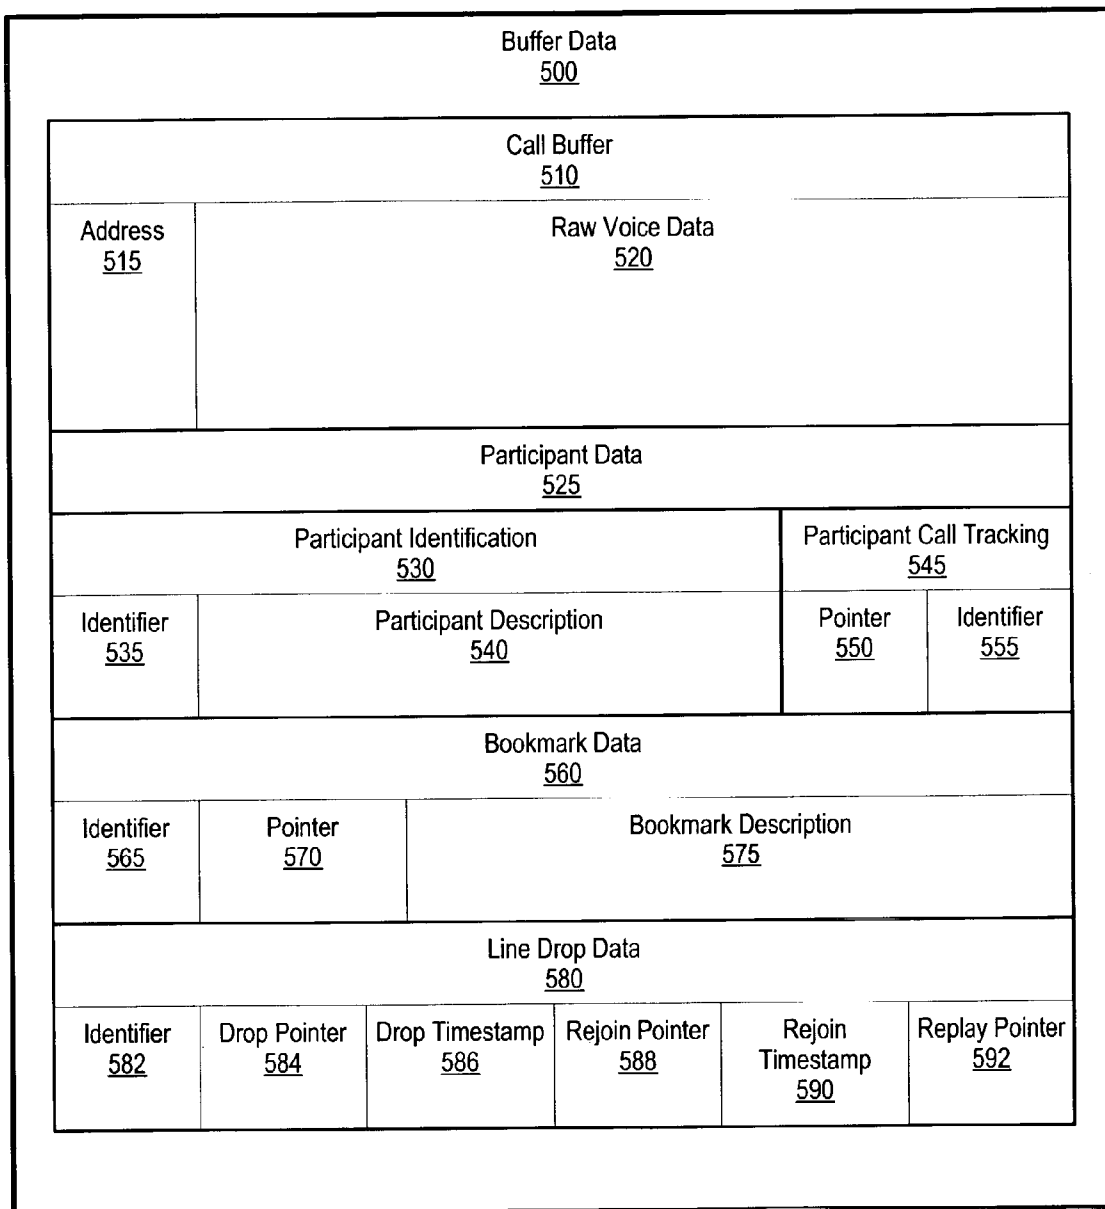 Buffer Data
500
Call Buffer
510
Address
515
Raw Voice Data
520
Participant Data
525
Participant Identification
530
Participant Call Tracking
545
Identifier
535
Participant Description
540
Pointer
550
Identifier
555
Bookmark Data
560
Identifier
565
Pointer
570
Bookmark Description
575
Line Drop Data
580
Identifier
582
Drop Pointer
584
Drop Timestamp
586
Rejoin Pointer
588
Rejoin
Timestamp
590
Replay Pointer
592